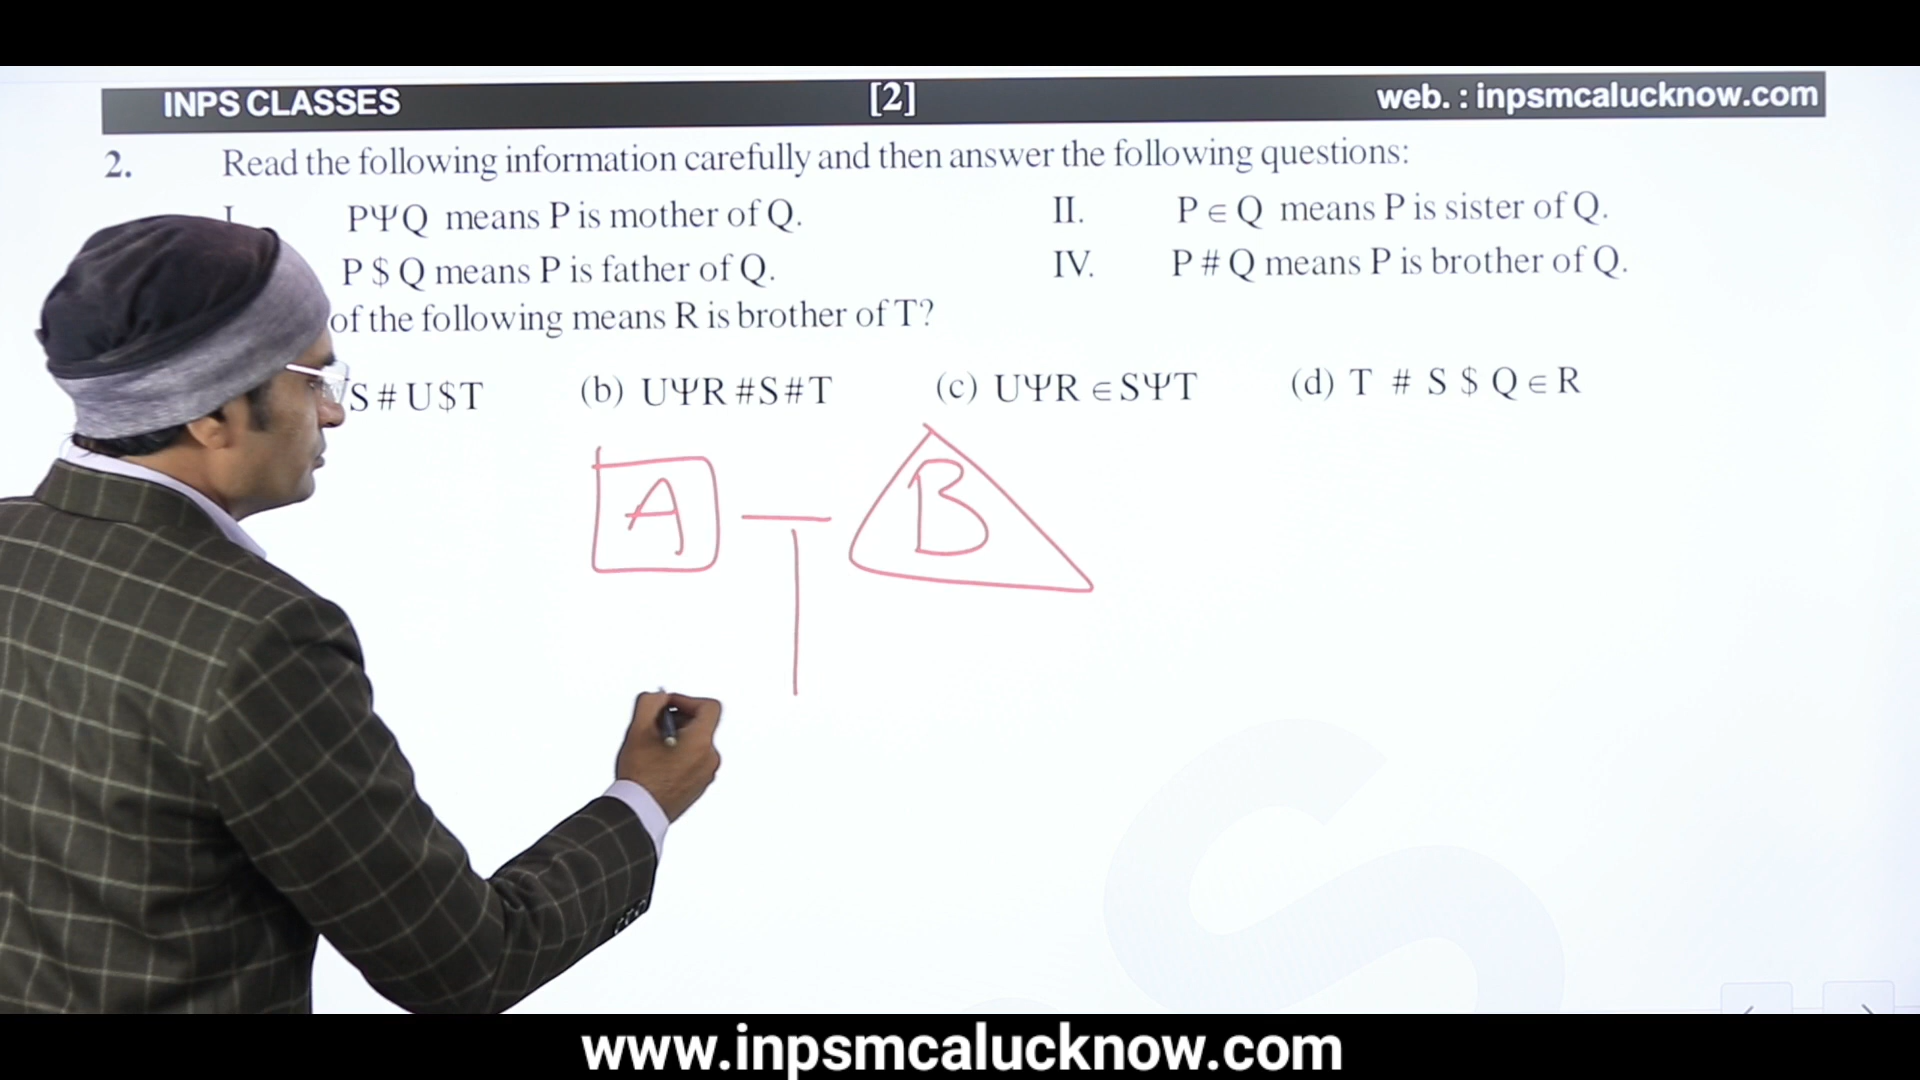 INPS CLASSES [2] web. : inpsmcalucknow.com
2. Read the following information carefully and then answer the following questions:
PΨQ means P is mother of Q. II. P ∈ Q means P is sister of Q.
P $ Q means P is father of Q. IV. P # Q means P is brother of Q.
of the following means R is brother of T?
S # U $ T (b) UΨR # S # T (c) UΨR ∈ SΨT (d) T # S $ Q ∈ R
A B
www.inpsmcalucknow.com